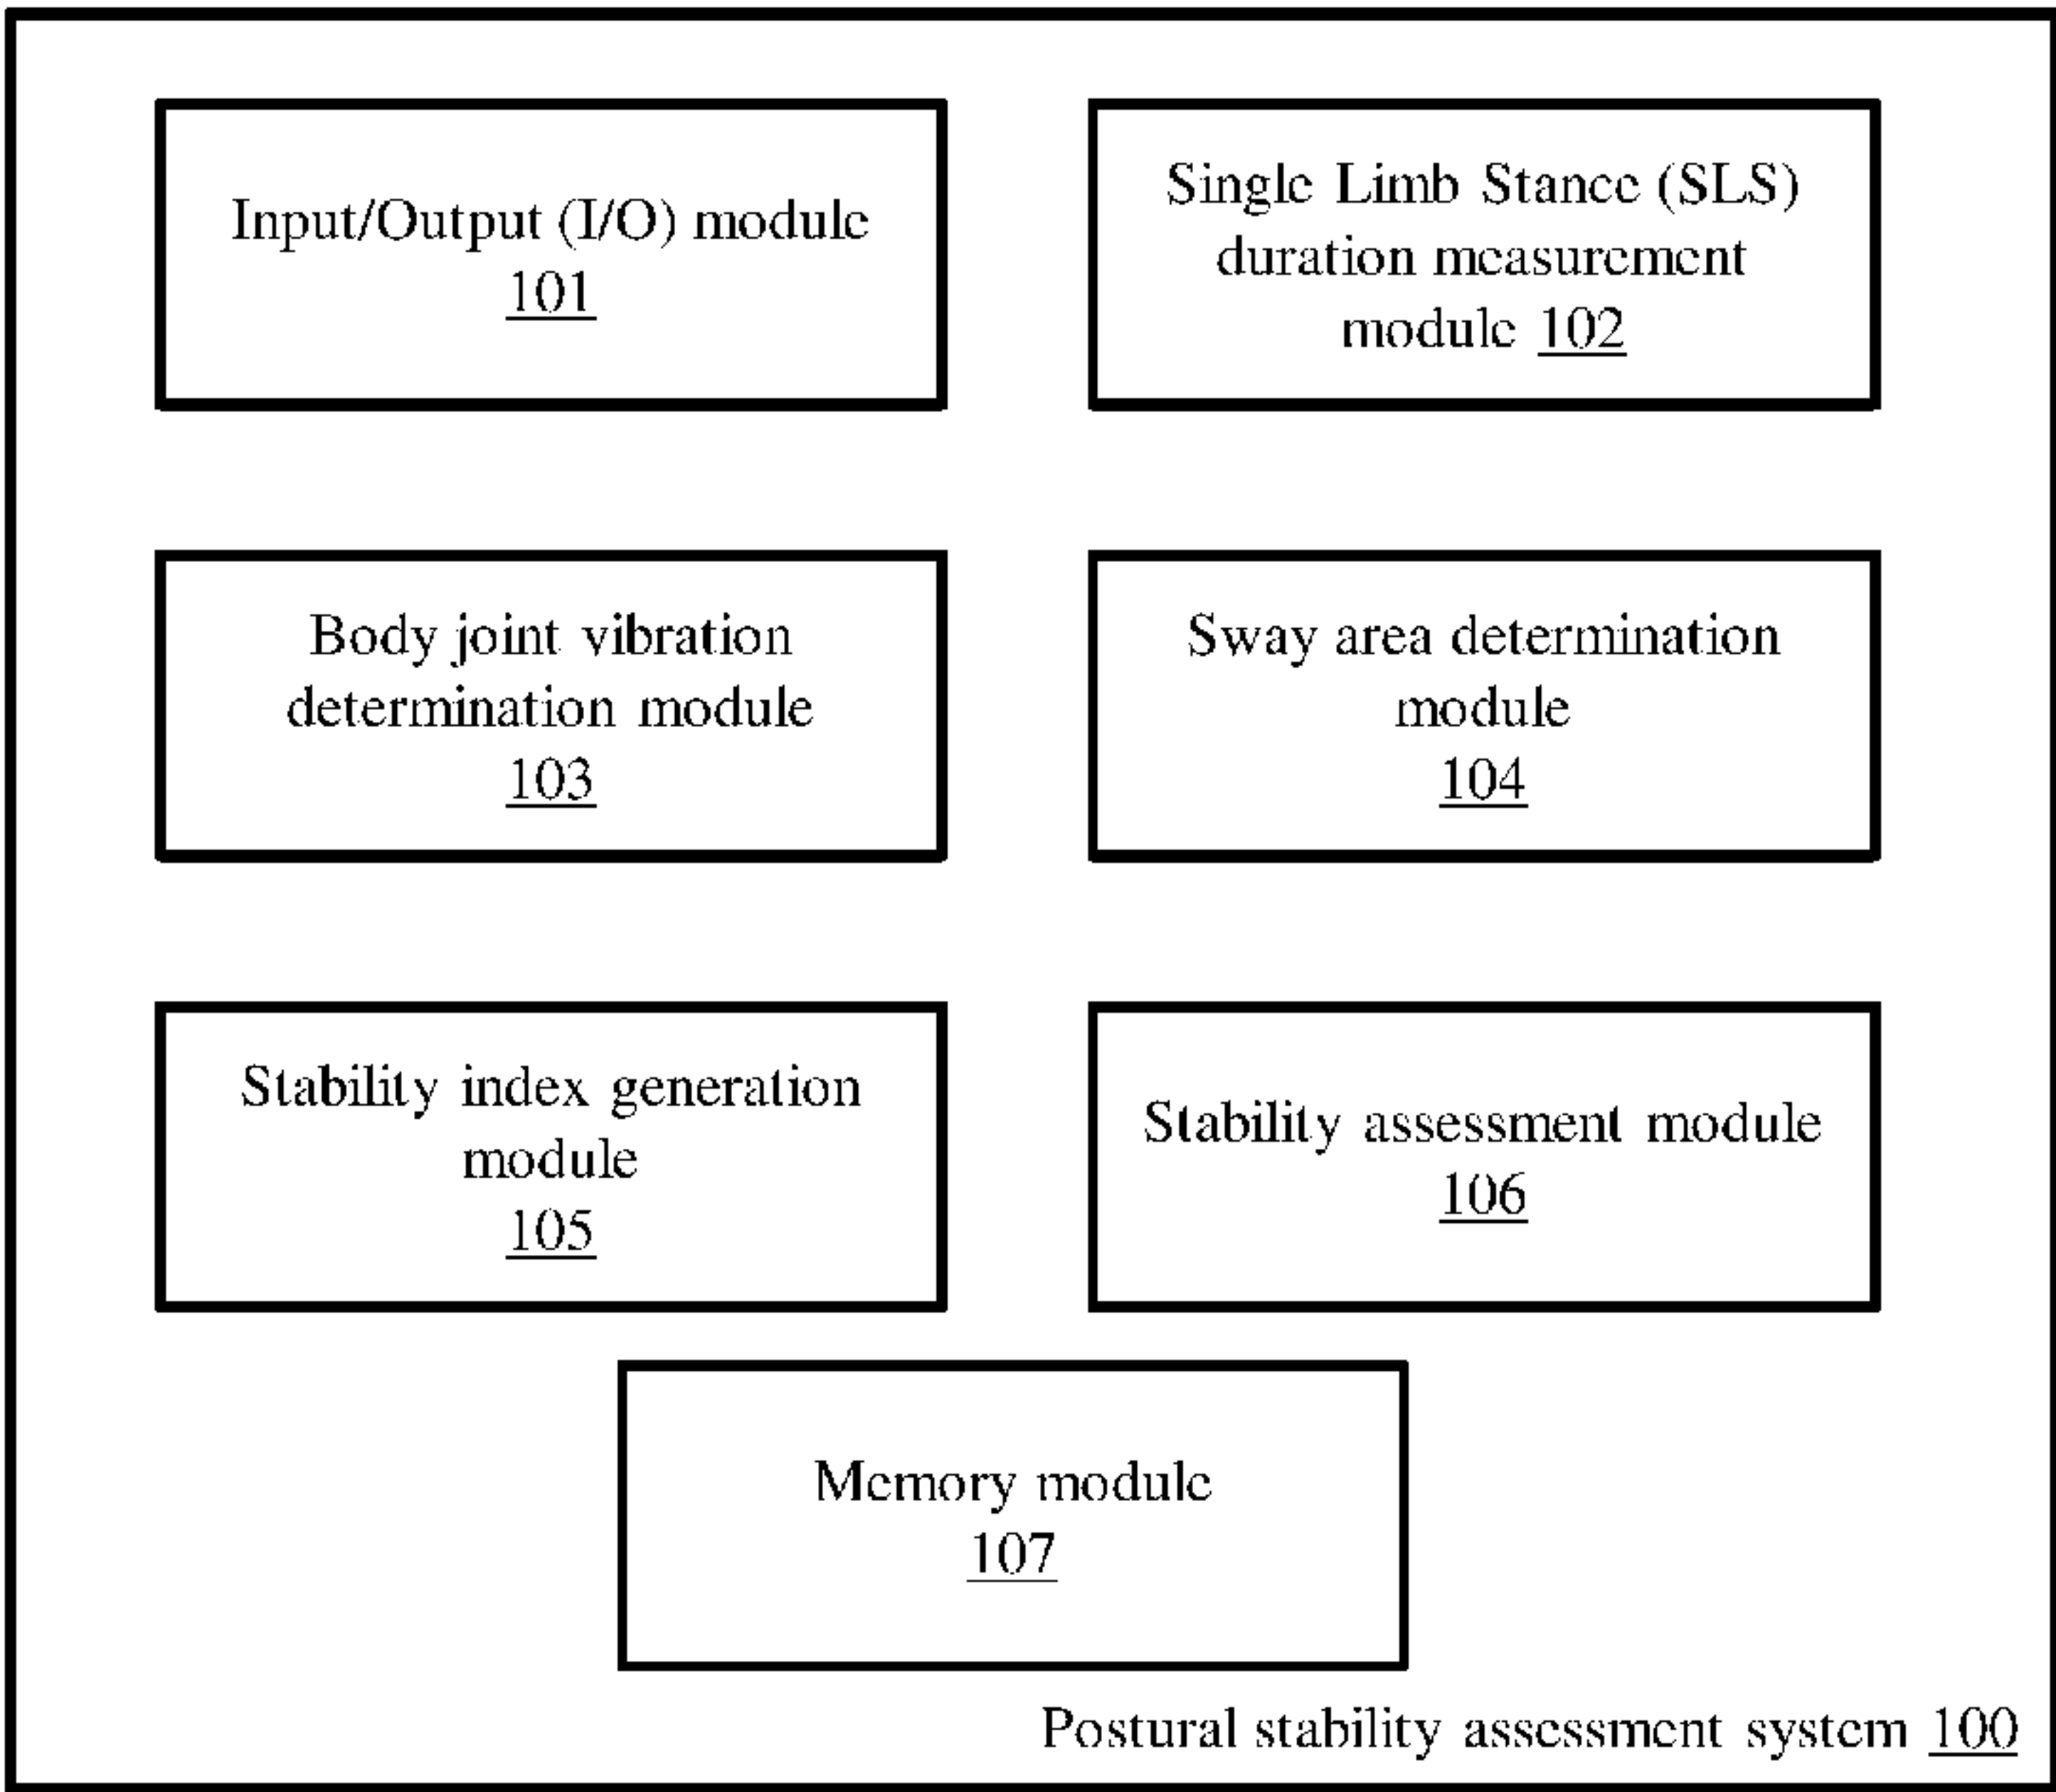 Input/Output (I/O) module
101
Single Limb Stance (SLS)
duration measurement
module 102
Body joint vibration
determination module
103
Sway area determination
module
104
Stability index generation
module
105
Stability assessment module
106
Memory module
107
Postural stability assessment system 100